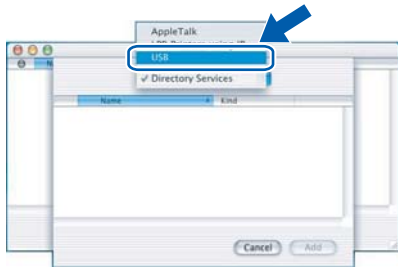 AppleTalk
USB
✓ Directory Services
Name
Kind
Cancel
Add